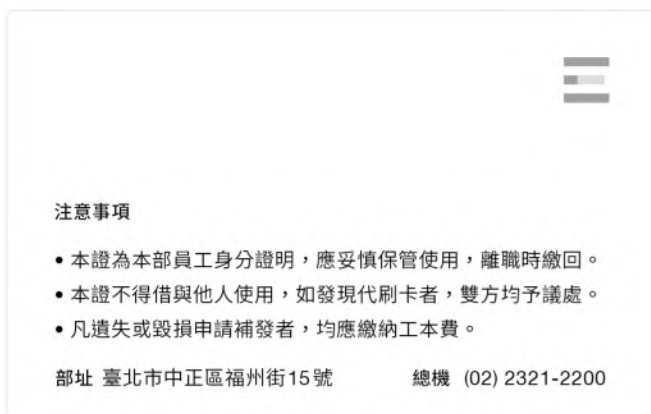 注意事項
• 本證為本部員工身分證明，應妥慎保管使用，離職時繳回。
• 本證不得借與他人使用，如發現代刷卡者，雙方均予議處。
• 凡遺失或毀損申請補發者，均應繳納工本費。
部址 臺北市中正區福州街15號 總機 (02) 2321-2200